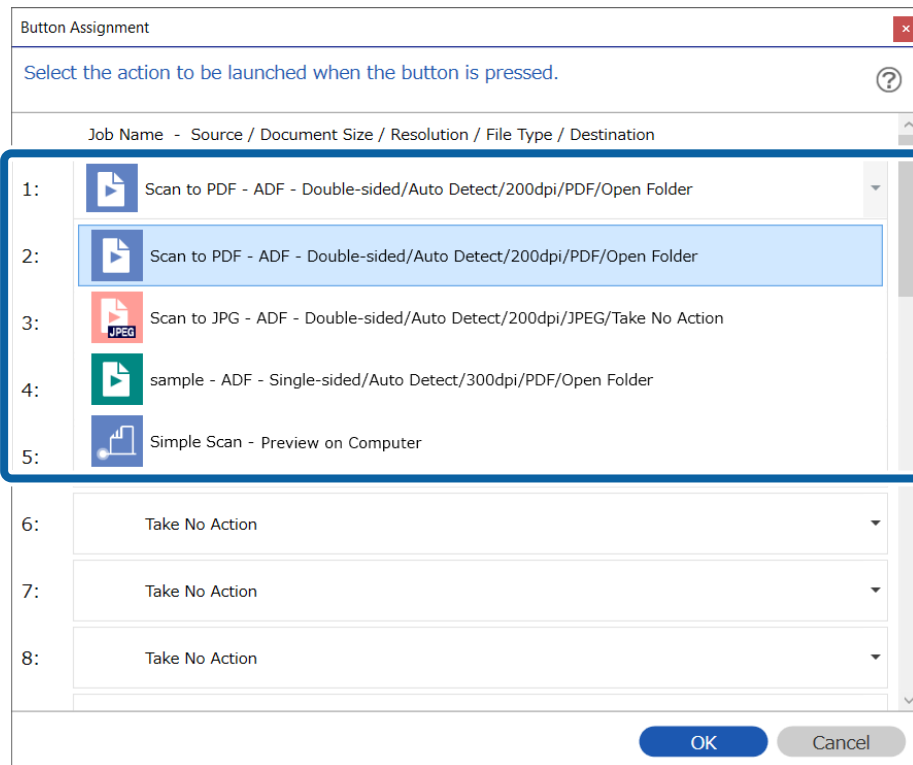 Button Assignment
Select the action to be launched when the button is pressed.
Job Name - Source / Document Size / Resolution / File Type / Destination
1: Scan to PDF - ADF - Double-sided/Auto Detect/200dpi/PDF/Open Folder
2: Scan to PDF - ADF - Double-sided/Auto Detect/200dpi/PDF/Open Folder
3: JPEG Scan to JPG - ADF - Double-sided/Auto Detect/200dpi/JPEG/Take No Action
4: sample - ADF - Single-sided/Auto Detect/300dpi/PDF/Open Folder
5: Simple Scan - Preview on Computer
6: Take No Action
7: Take No Action
8: Take No Action
OK Cancel